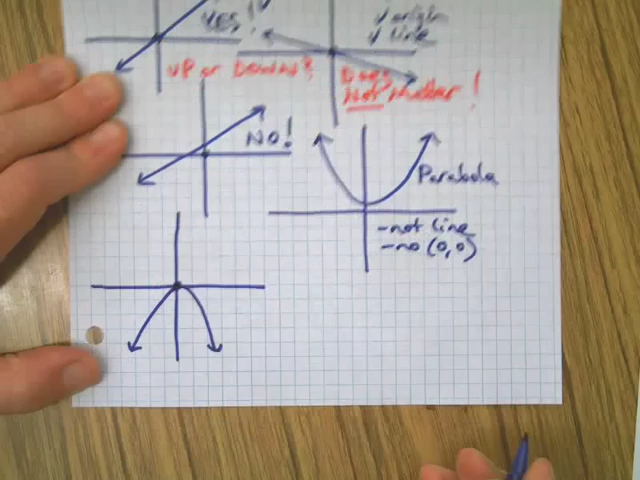 YES!
✓ origin
✓ line
UP or Down?
Does
Not Matter!
NO!
Parabola
- not line
- no (0,0)